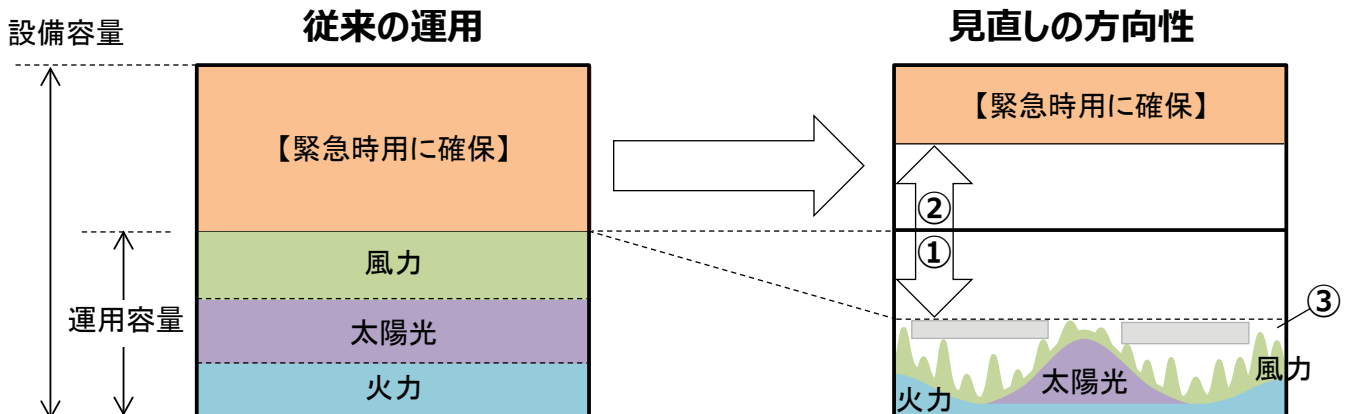 設備容量
従来の運用
見直しの方向性
【緊急時用に確保】
【緊急時用に確保】
②
①
風力
③
運用容量
太陽光
火力
火力
太陽光
風力